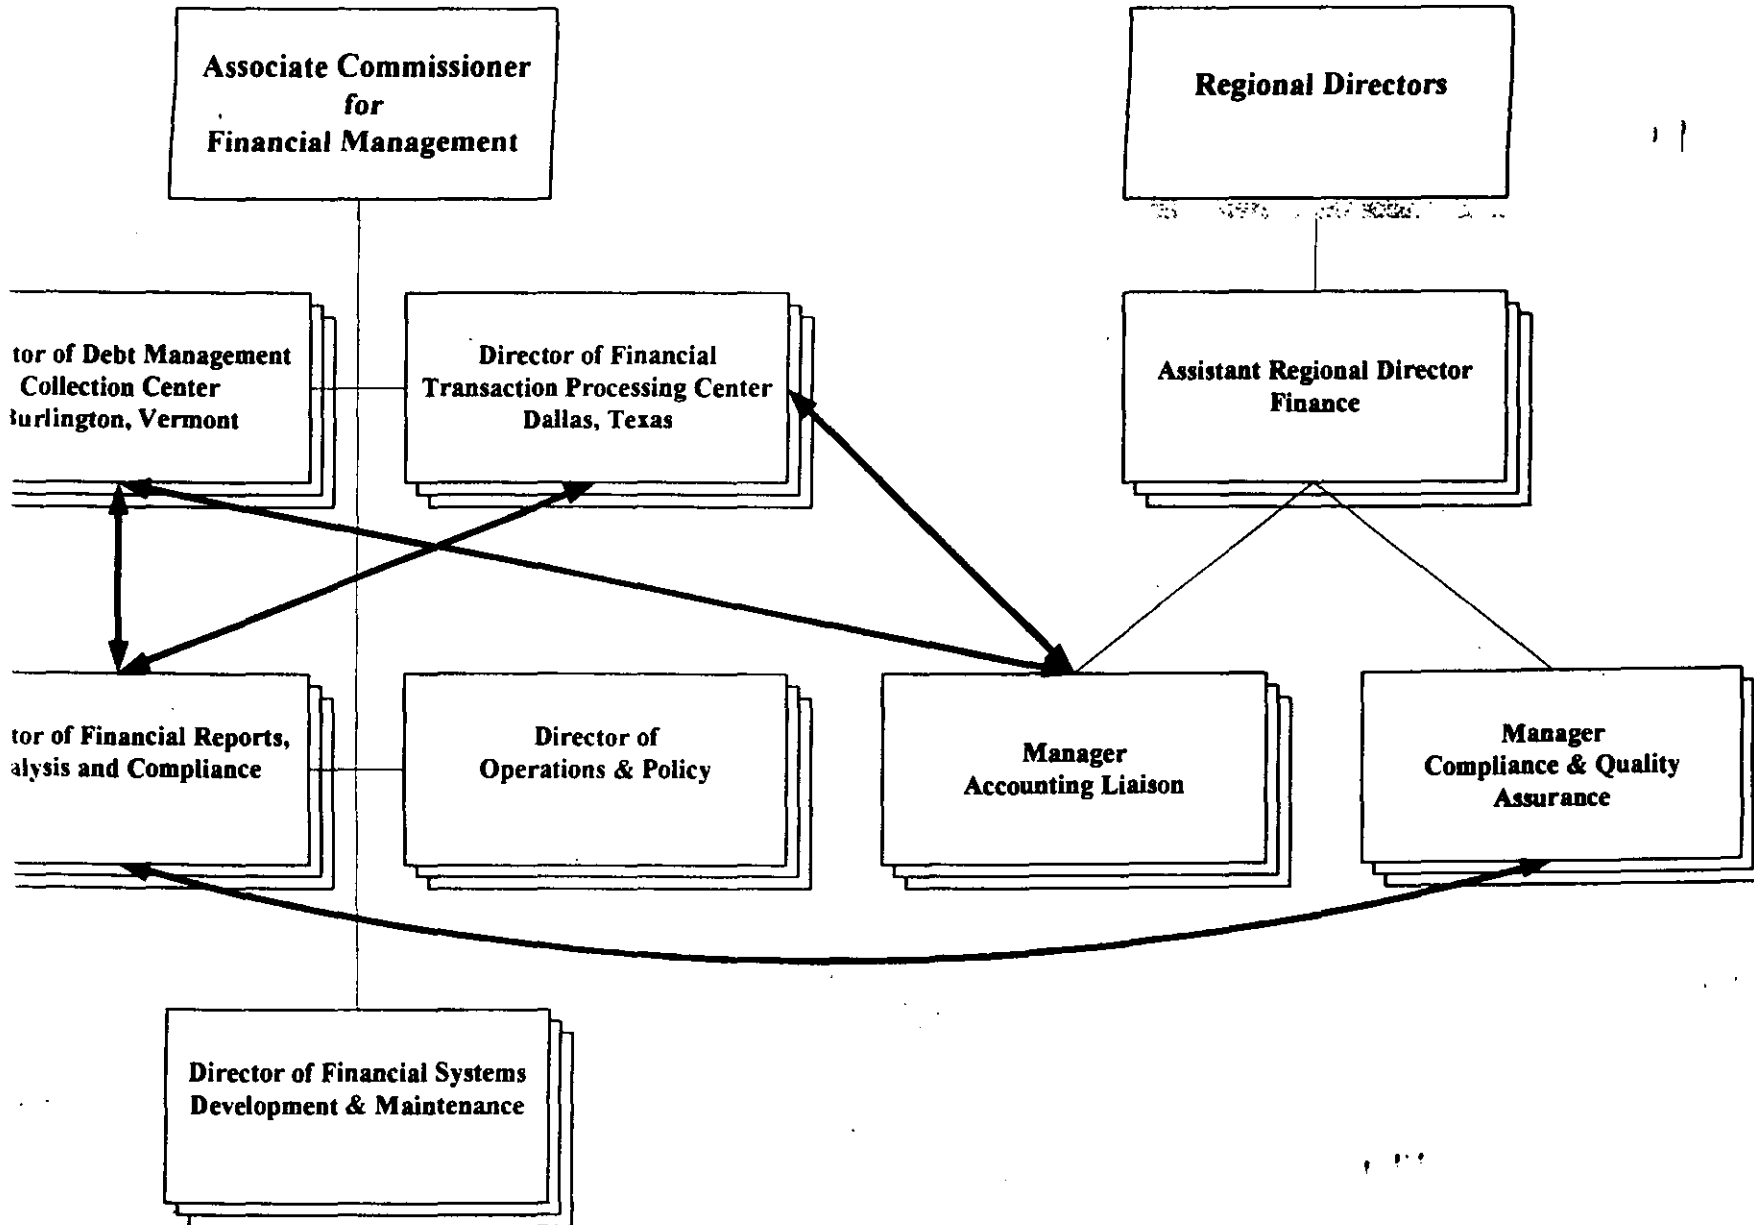 Associate Commissioner
for
Financial Management
Regional Directors
tor of Debt Management
Collection Center
Burlington, Vermont
Director of Financial
Transaction Processing Center
Dallas, Texas
Assistant Regional Director
Finance
tor of Financial Reports,
alysis and Compliance
Director of
Operations & Policy
Manager
Accounting Liaison
Manager
Compliance & Quality
Assurance
Director of Financial Systems
Development & Maintenance